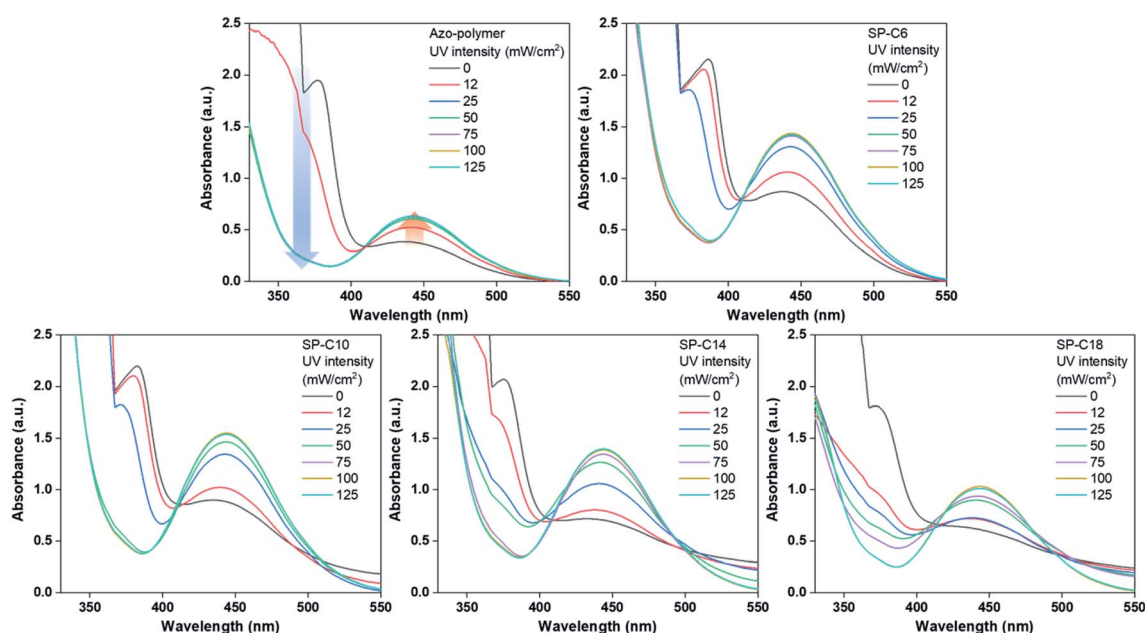 Absorbance (a.u.)
2.5
2.0
1.5
1.0
0.5
0.0
Azo-polymer
UV intensity (mW/cm²)
0
12
25
50
75
100
125
350 400 450 500 550
Wavelength (nm)
Absorbance (a.u.)
2.5
2.0
1.5
1.0
0.5
0.0
SP-C6
UV intensity
(mW/cm²)
0
12
25
50
75
100
125
350 400 450 500 550
Wavelength (nm)
Absorbance (a.u.)
2.5
2.0
1.5
1.0
0.5
0.0
SP-C10
UV intensity
(mW/cm²)
0
12
25
50
75
100
125
350 400 450 500 550
Wavelength (nm)
Absorbance (a.u.)
2.5
2.0
1.5
1.0
0.5
0.0
SP-C14
UV intensity
(mW/cm²)
0
12
25
50
75
100
125
350 400 450 500 550
Wavelength (nm)
Absorbance (a.u.)
2.5
2.0
1.5
1.0
0.5
0.0
SP-C18
UV intensity
(mW/cm²)
0
12
25
50
75
100
125
350 400 450 500 550
Wavelength (nm)